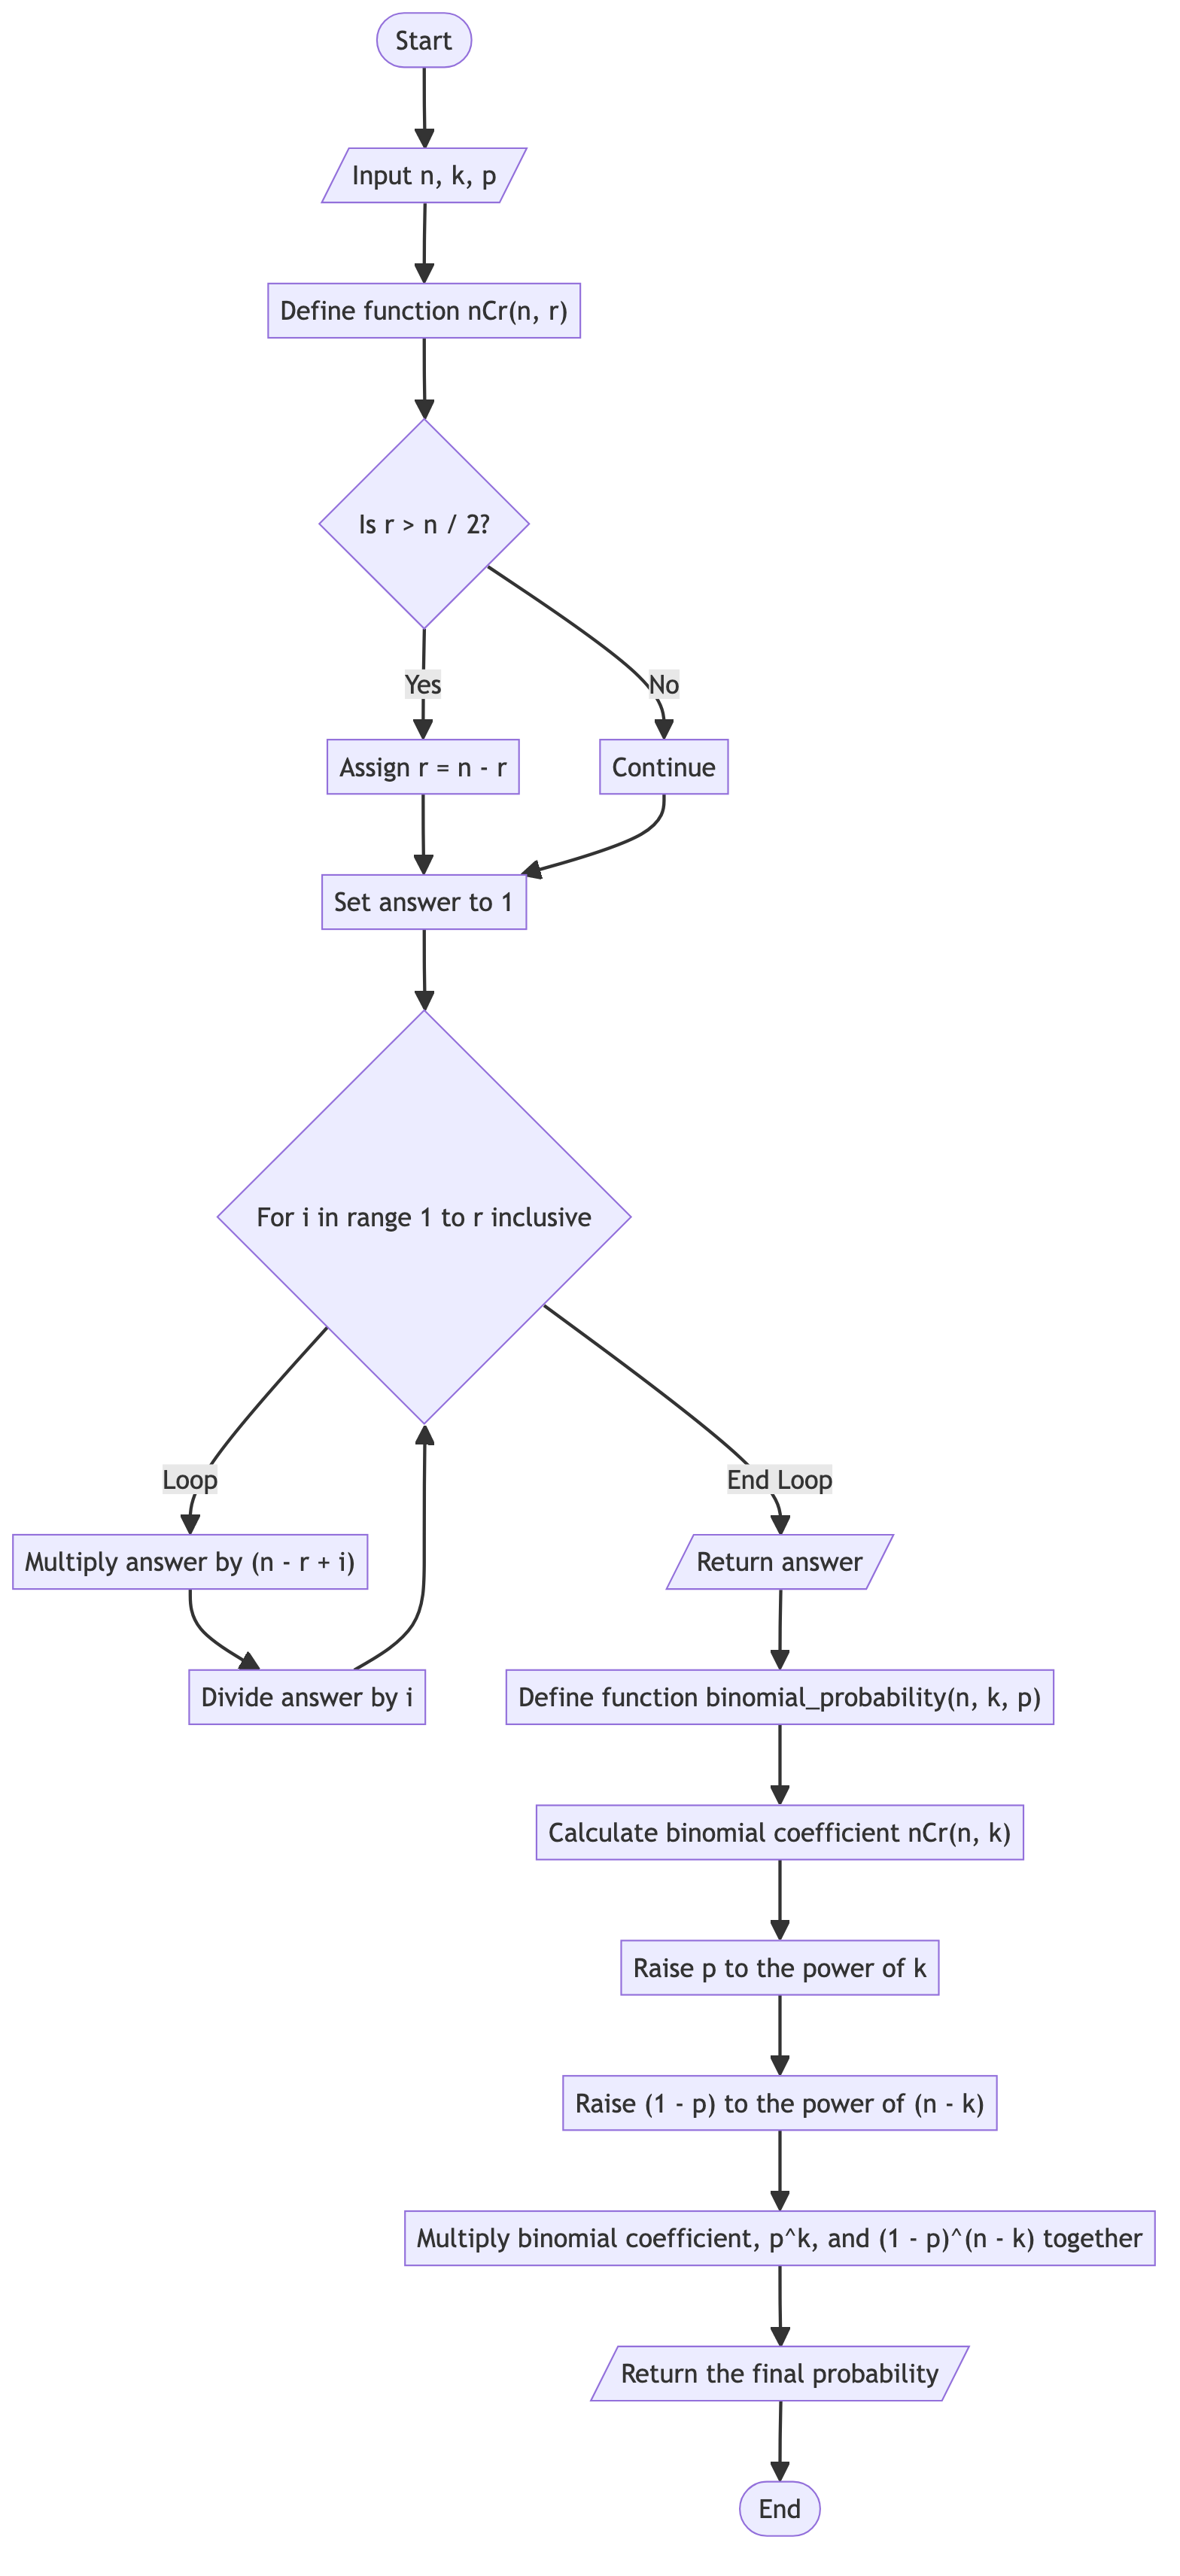 Start
Input n, k, p
Define function nCr(n, r)
Is r > n / 2?
Yes
No
Assign r = n - r
Continue
Set answer to 1
For i in range 1 to r inclusive
Loop
End Loop
Multiply answer by (n - r + i)
Return answer
Divide answer by i
Define function binomial_probability(n, k, p)
Calculate binomial coefficient nCr(n, k)
Raise p to the power of k
Raise (1 - p) to the power of (n - k)
Multiply binomial coefficient, p^k, and (1 - p)^(n - k) together
Return the final probability
End